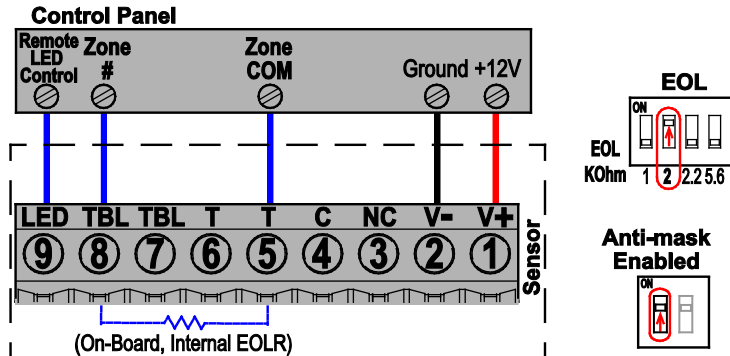 Control Panel
Remote LED Control
Zone #
Zone COM
Ground +12V
LED TBL TBL T T C NC V- V+
9 8 7 6 5 4 3 2 1
Sensor
(On-Board, Internal EOLR)
EOL
ON
EOL KOhm 1 2 2.2 5.6
Anti-mask
Enabled
ON